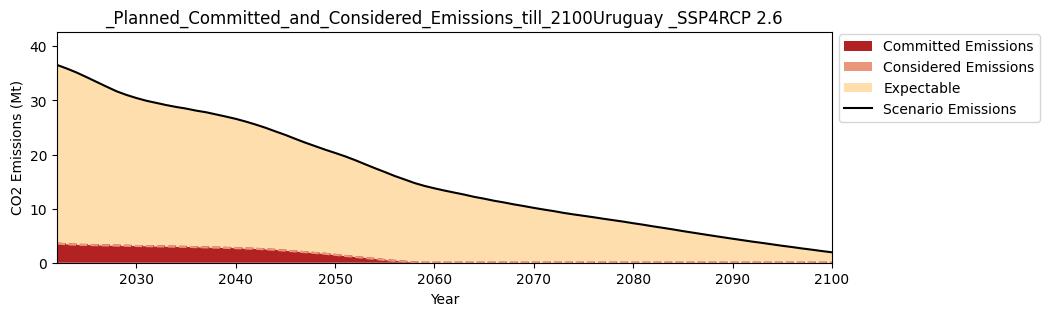 _Planned_Committed_and_Considered_Emissions_till_2100Uruguay _SSP4RCP 2.6
40
30
20
10
0
CO2 Emissions (Mt)
2030 2040 2050 2060 2070 2080 2090 2100
Year
Committed Emissions
Considered Emissions
Expectable
Scenario Emissions